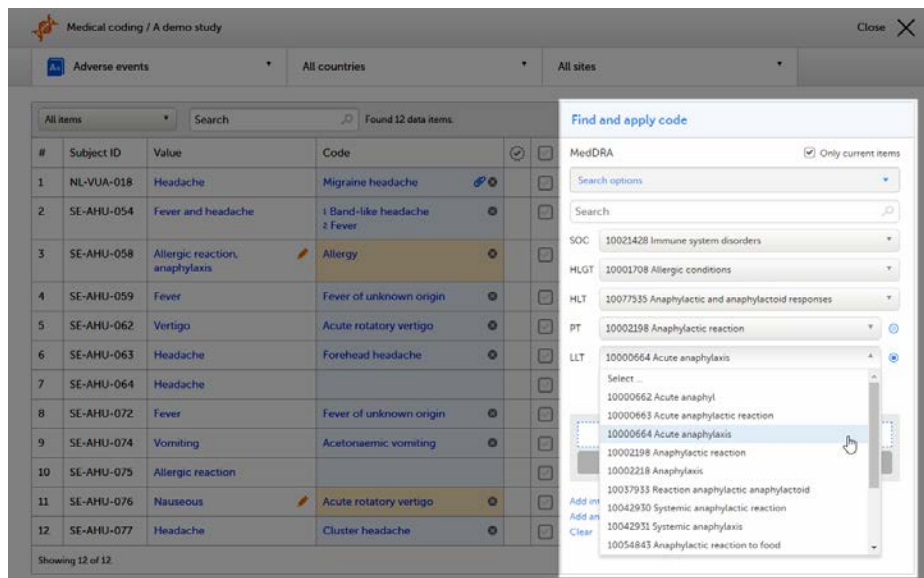 Medical coding / A demo study
Close
A+ Adverse events
All countries
All sites
All items
Search
Found 12 data items.
# Subject ID Value Code
1 NL-VUA-018 Headache Migraine headache
2 SE-AHU-054 Fever and headache 1 Band-like headache
2 Fever
3 SE-AHU-058 Allergic reaction, Allergy
anaphylaxis
4 SE-AHU-059 Fever Fever of unknown origin
5 SE-AHU-062 Vertigo Acute rotatory vertigo
6 SE-AHU-063 Headache Forehead headache
7 SE-AHU-064 Headache
8 SE-AHU-072 Fever Fever of unknown origin
9 SE-AHU-074 Vomiting Acetonaemic vomiting
10 SE-AHU-075 Allergic reaction
11 SE-AHU-076 Nauseous Acute rotatory vertigo
12 SE-AHU-077 Headache Cluster headache
Showing 12 of 12
Find and apply code
MedDRA Only current items
Search options
Search
SOC 10021428 Immune system disorders
HLGT 10001708 Allergic conditions
HLT 10077535 Anaphylactic and anaphylactoid responses
PT 10002198 Anaphylactic reaction
LLT 10000664 Acute anaphylaxis
Select ..
10000662 Acute anaphyl
10000663 Acute anaphylactic reaction
10000664 Acute anaphylaxis
10002198 Anaphylactic reaction
10002218 Anaphylaxis
10037933 Reaction anaphylactic anaphylactoid
10042930 Systemic anaphylactic reaction
10042931 Systemic anaphylaxis
10054843 Anaphylactic reaction to food
Add
Add
Clear